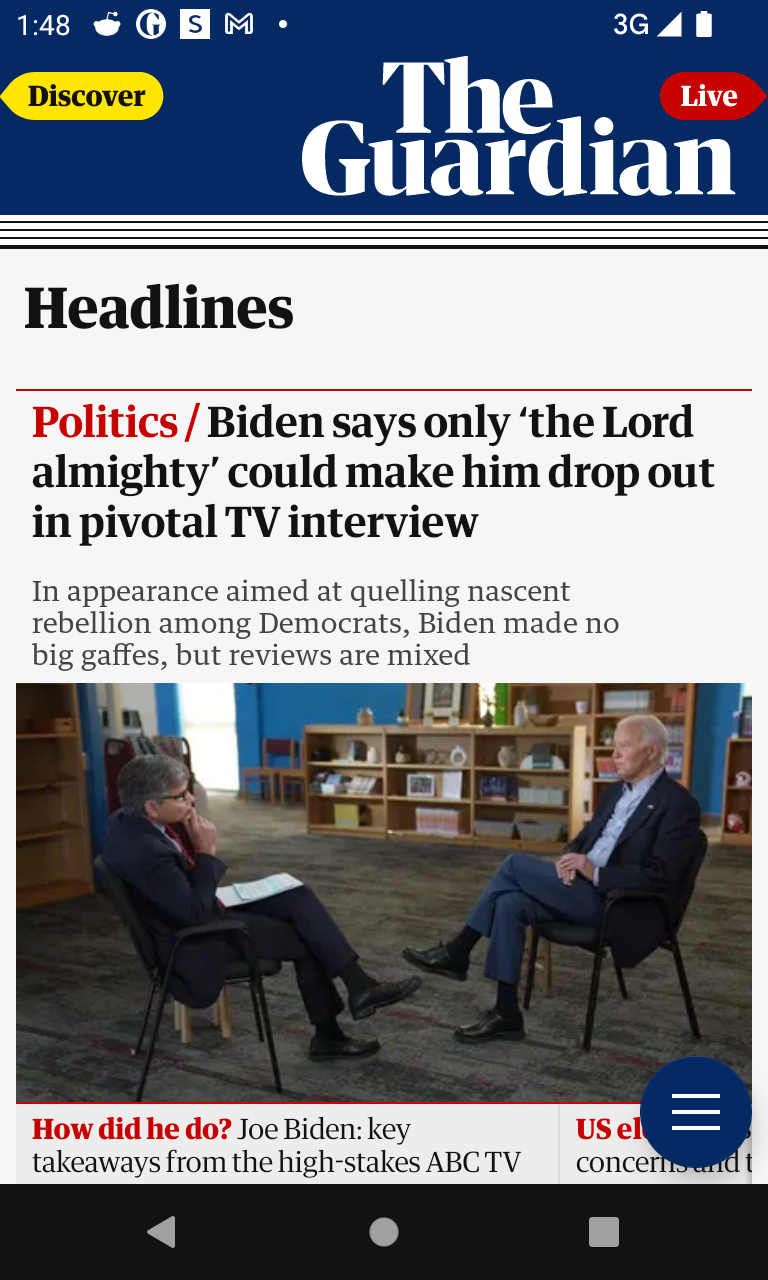 1:48
3G
Discover
The
Guardian
Live
Headlines
Politics / Biden says only ‘the Lord
almighty’ could make him drop out
in pivotal TV interview
In appearance aimed at quelling nascent
rebellion among Democrats, Biden made no
big gaffes, but reviews are mixed
How did he do? Joe Biden: key
takeaways from the high-stakes ABC TV
US
concerns and